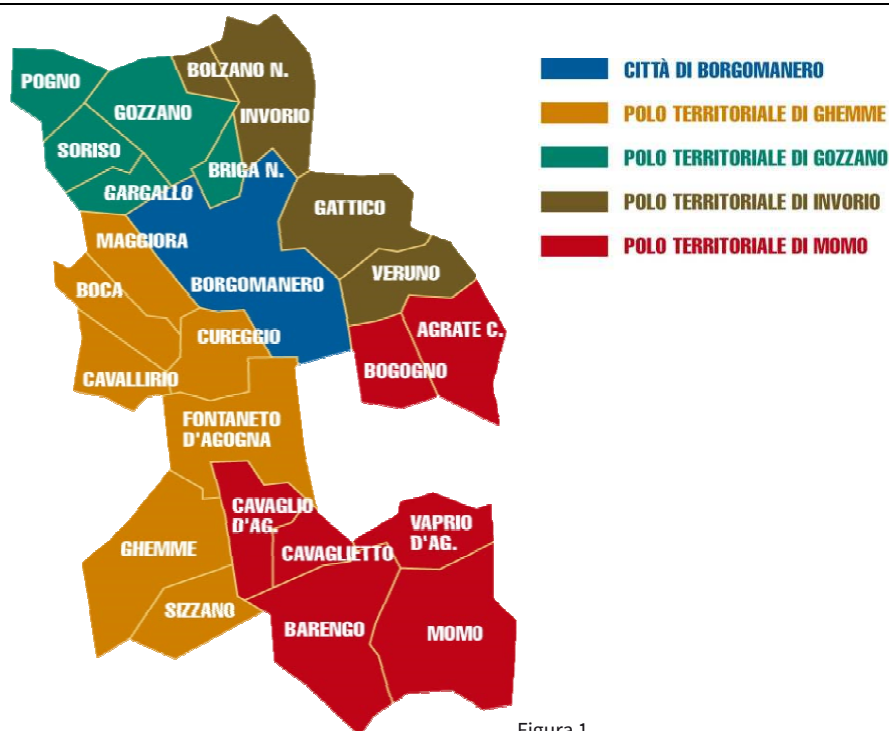 POGNO
BOLZANO N.
GOZZANO
INVORIO
SORISO
BRIGA N.
GARGALLO
GATTICO
MAGGIORA
VERUNO
BORGOMANERO
BOCA
CUREGGIO
AGRATE C.
BOGOGNO
CAVALLIRIO
FONTANETO
D'AGOGNA
CAVAGLIO
D'AG.
VAPRIO
D'AG.
GHEMME
CAVAGLIETTO
SIZZANO
BARENGO
MOMO
CITTÀ DI BORGOMANERO
POLO TERRITORIALE DI GHEMME
POLO TERRITORIALE DI GOZZANO
POLO TERRITORIALE DI INVORIO
POLO TERRITORIALE DI MOMO
Figura 1